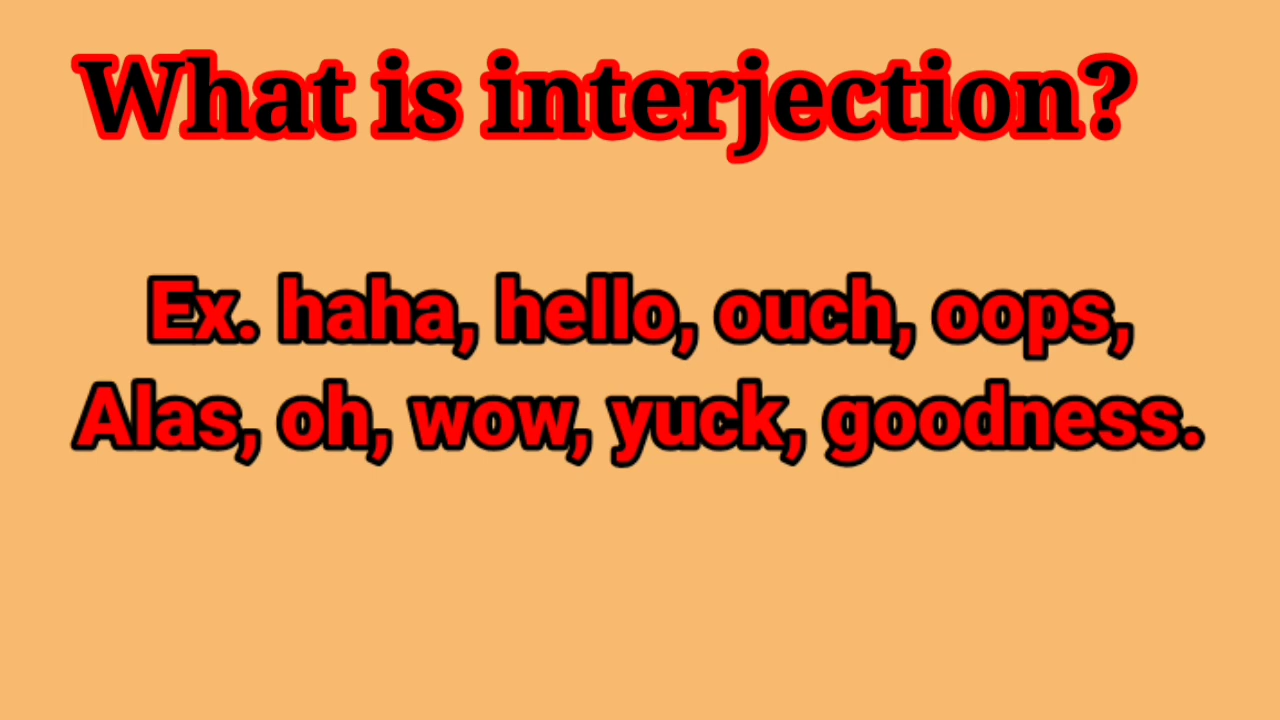 What is interjection?
Ex. haha, hello, ouch, oops,
Alas, oh, wow, yuck, goodness.